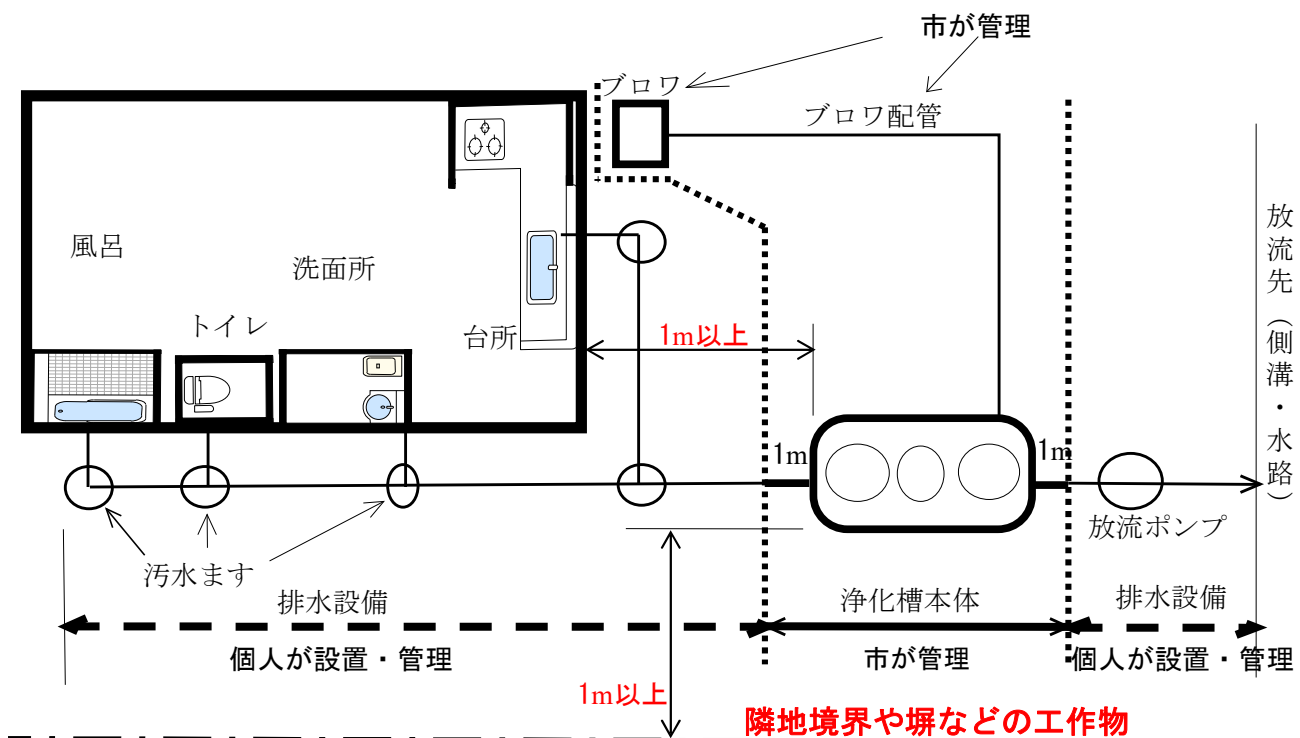 市が管理
ブロワ
ブロワ配管
風呂
洗面所
トイレ
台所
1m以上
放流先（側溝・水路）
1m
1m
放流ポンプ
汚水ます
排水設備
浄化槽本体
排水設備
個人が設置・管理
市が管理
個人が設置・管理
1m以上
隣地境界や塀などの工作物